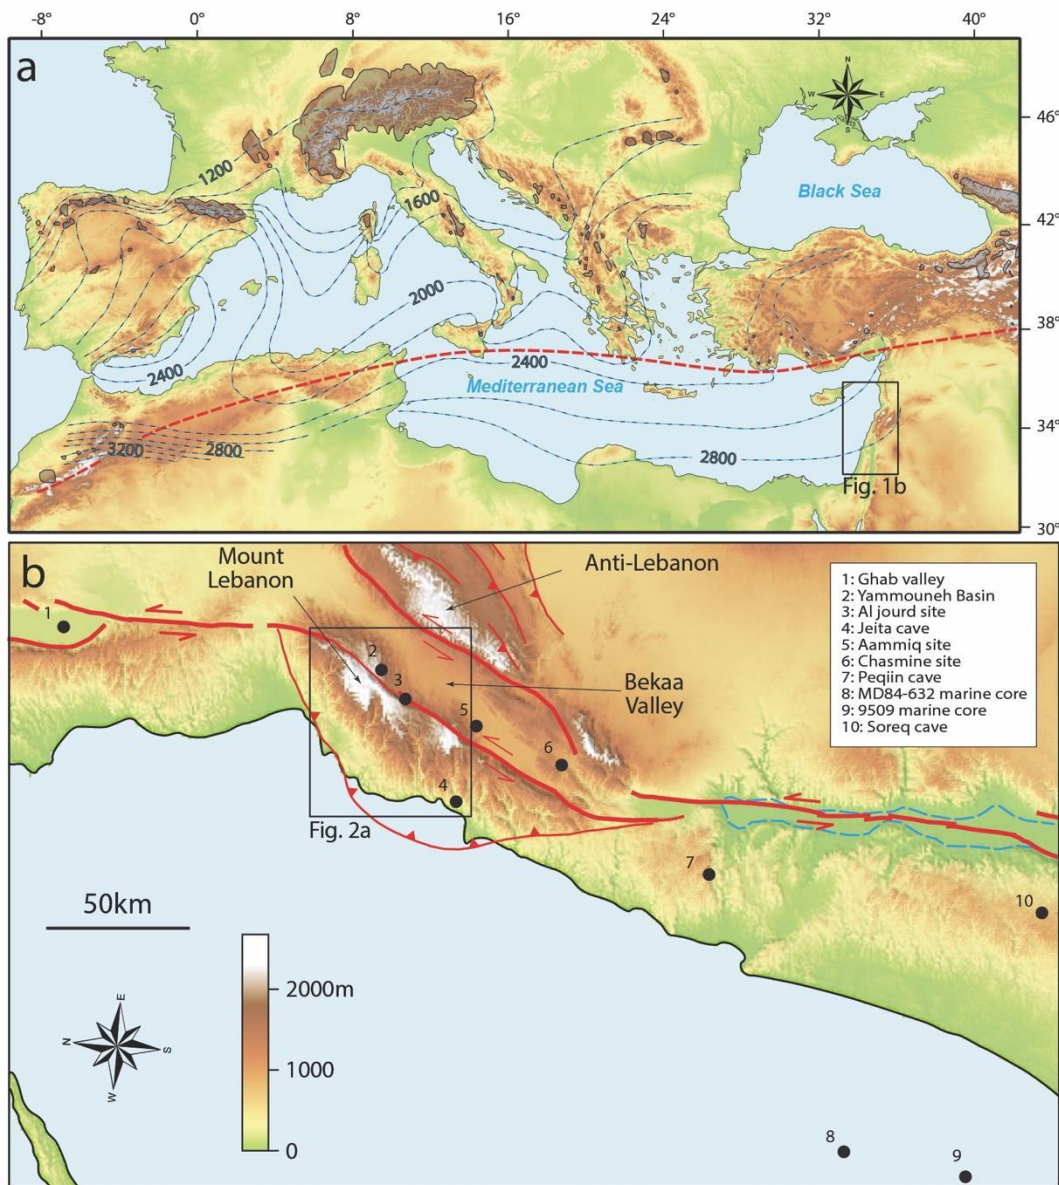 -8° 0° 8° 16° 24° 32° 40°
a
N
W E
S
46°
1200
Black Sea
1600
42°
2000
38°
2400
2400
Mediterranean Sea
34°
3200
2800
2800
Fig. 1b
30°
b
Mount
Lebanon
Anti-Lebanon
1: Ghab valley
2: Yammouneh Basin
3: Al jourd site
4: Jeita cave
5: Aammiq site
6: Chasmine site
7: Peqiin cave
8: MD84-632 marine core
9: 9509 marine core
10: Soreq cave
1
2
3
Bekaa
Valley
5
6
4
Fig. 2a
7
10
50km
2000m
E
N
S
W
1000
0
8
9